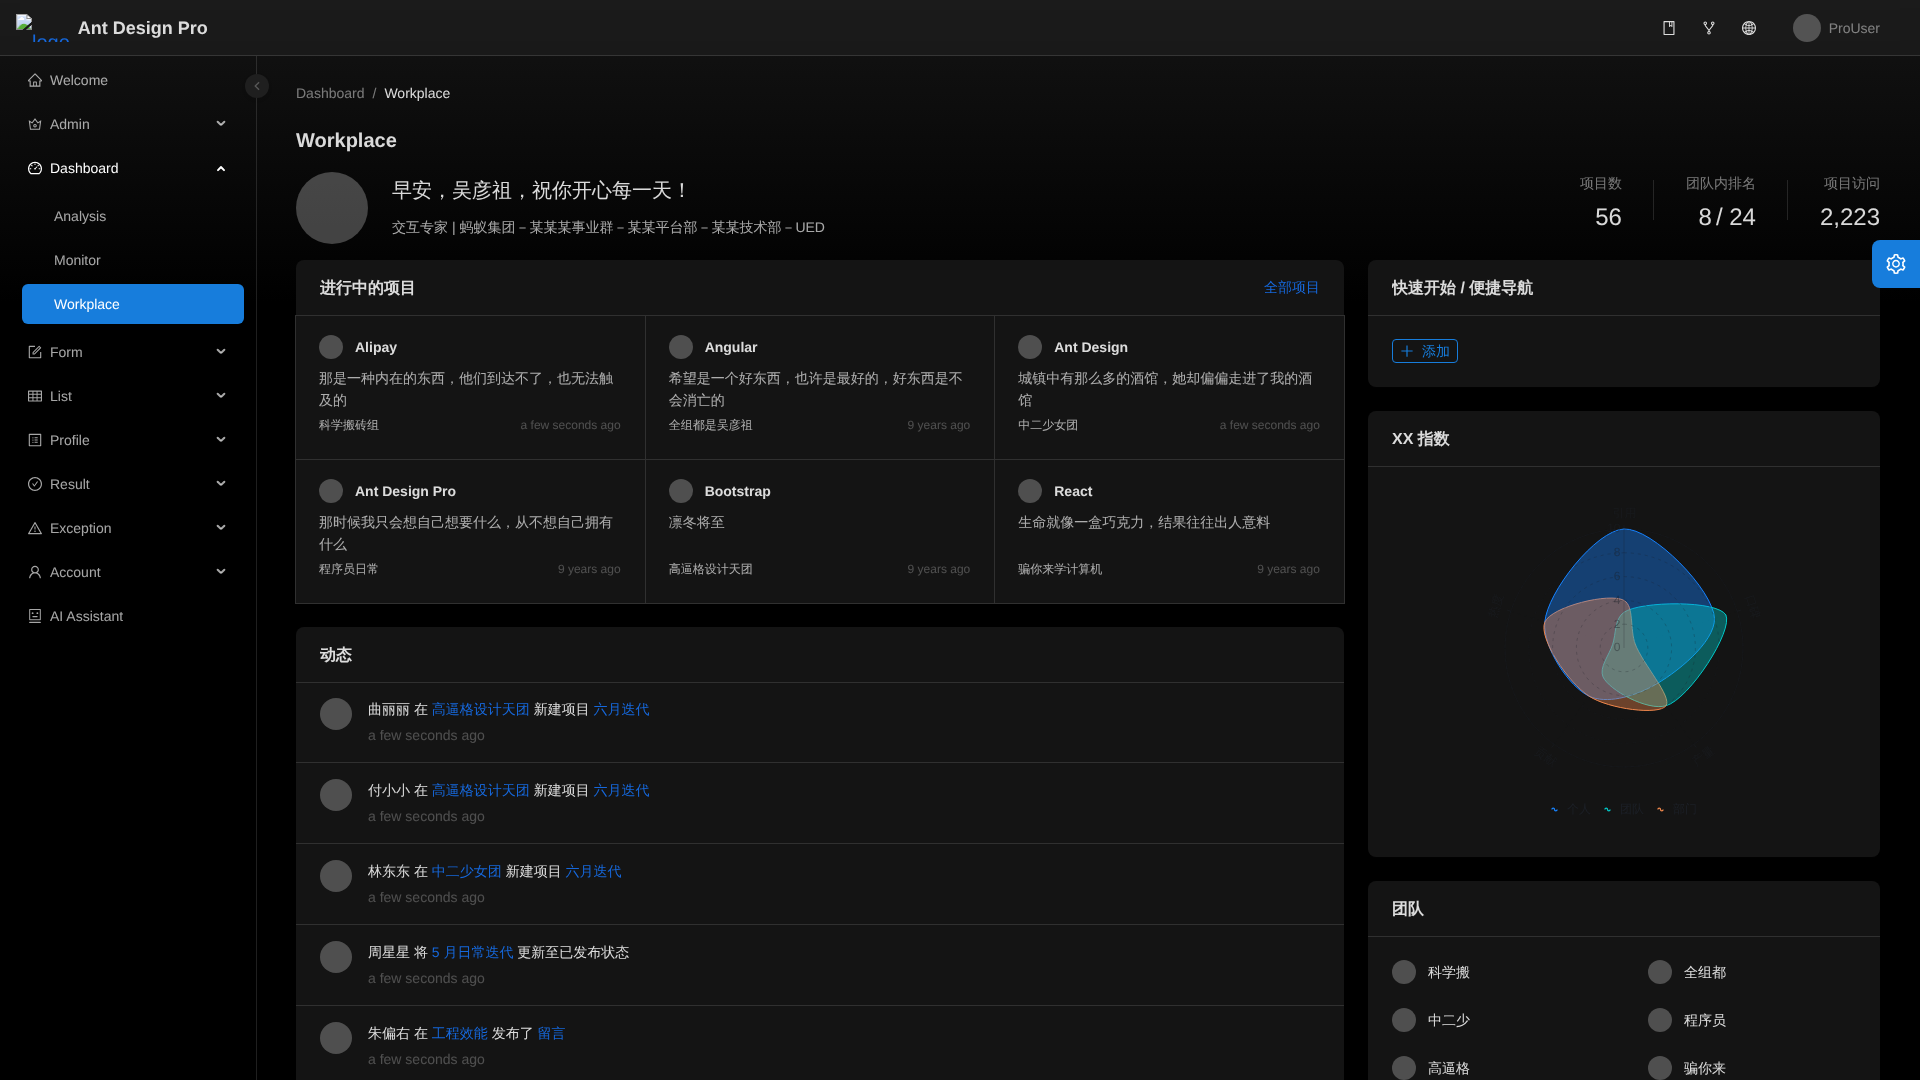 Ant Design Pro
ProUser
Welcome
Admin
Dashboard
Analysis
Monitor
Workplace
Form
List
Profile
Result
Exception
Account
AI Assistant
Dashboard / Workplace
Workplace
早安，吴彦祖，祝你开心每一天！
交互专家 | 蚂蚁集团－某某某事业群－某某平台部－某某技术部－UED
项目数
56
团队内排名
8 / 24
项目访问
2,223
进行中的项目
全部项目
Alipay
那是一种内在的东西，他们到达不了，也无法触
及的
科学搬砖组
a few seconds ago
Angular
希望是一个好东西，也许是最好的，好东西是不
会消亡的
全组都是吴彦祖
9 years ago
Ant Design
城镇中有那么多的酒馆，她却偏偏走进了我的酒
馆
中二少女团
a few seconds ago
Ant Design Pro
那时候我只会想自己想要什么，从不想自己拥有
什么
程序员日常
9 years ago
Bootstrap
凛冬将至
高逼格设计天团
9 years ago
React
生命就像一盒巧克力，结果往往出人意料
骗你来学计算机
9 years ago
动态
曲丽丽 在 高逼格设计天团 新建项目 六月迭代
a few seconds ago
付小小 在 高逼格设计天团 新建项目 六月迭代
a few seconds ago
林东东 在 中二少女团 新建项目 六月迭代
a few seconds ago
周星星 将 5 月日常迭代 更新至已发布状态
a few seconds ago
朱偏右 在 工程效能 发布了 留言
a few seconds ago
快速开始 / 便捷导航
添加
XX 指数
8
6
4
2
0
个人
团队
部门
团队
科学搬
全组都
中二少
程序员
高逼格
骗你来